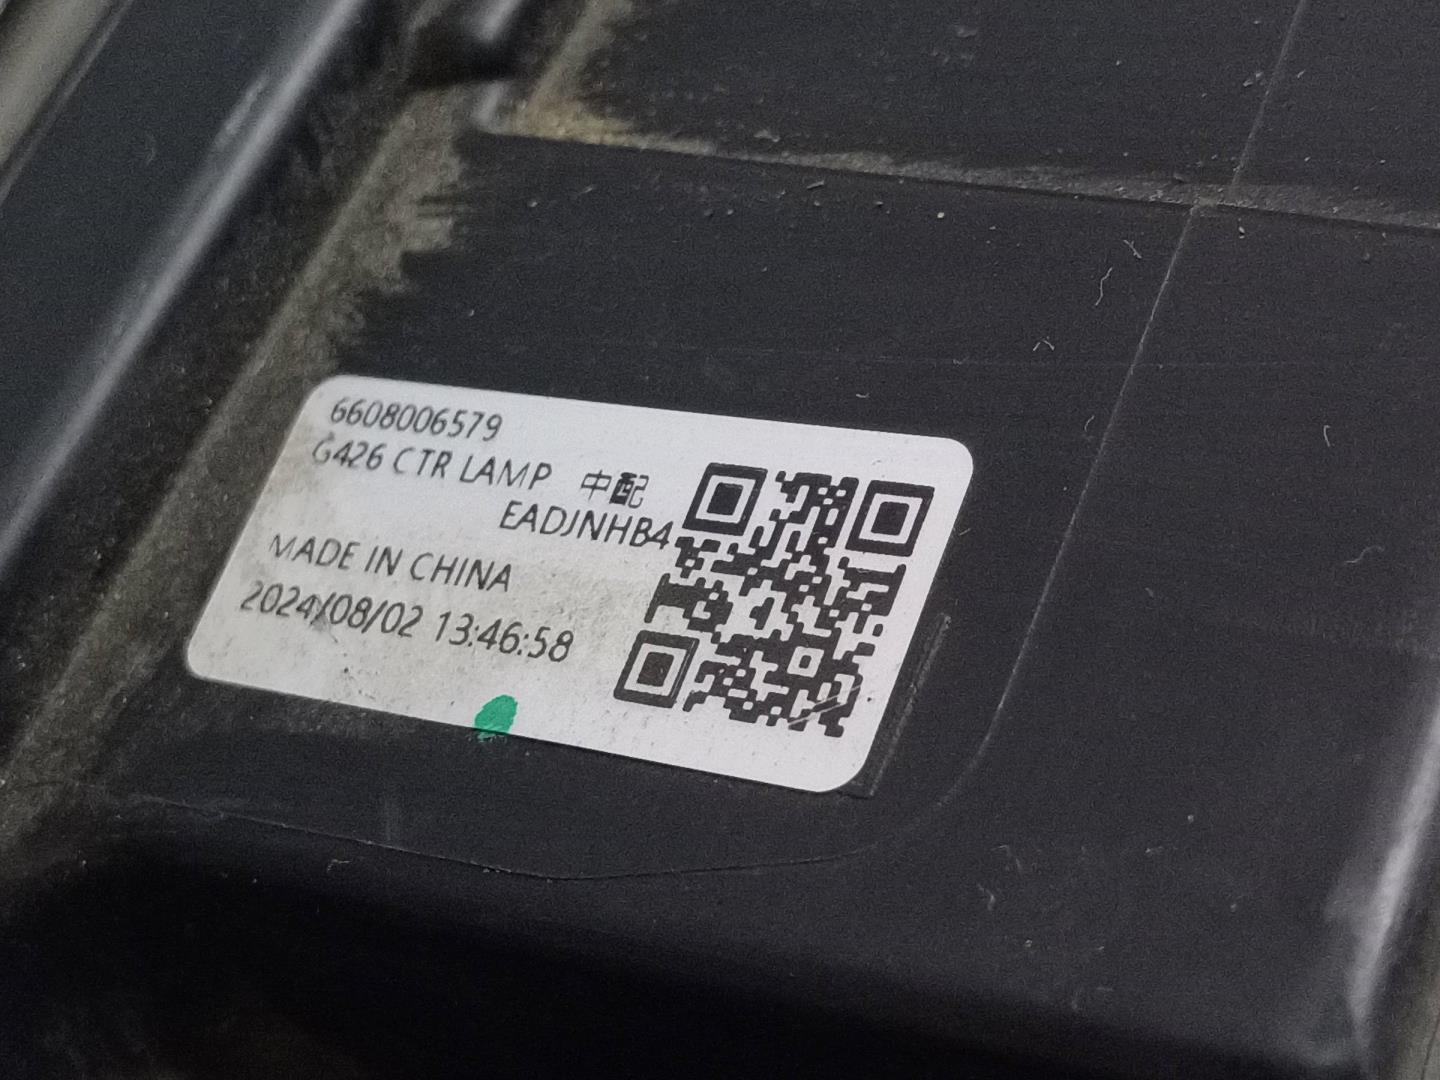 6608006579
G426 CTR LAMP 中配
EADJNHB4
MADE IN CHINA
2024/08/02 13:46:58